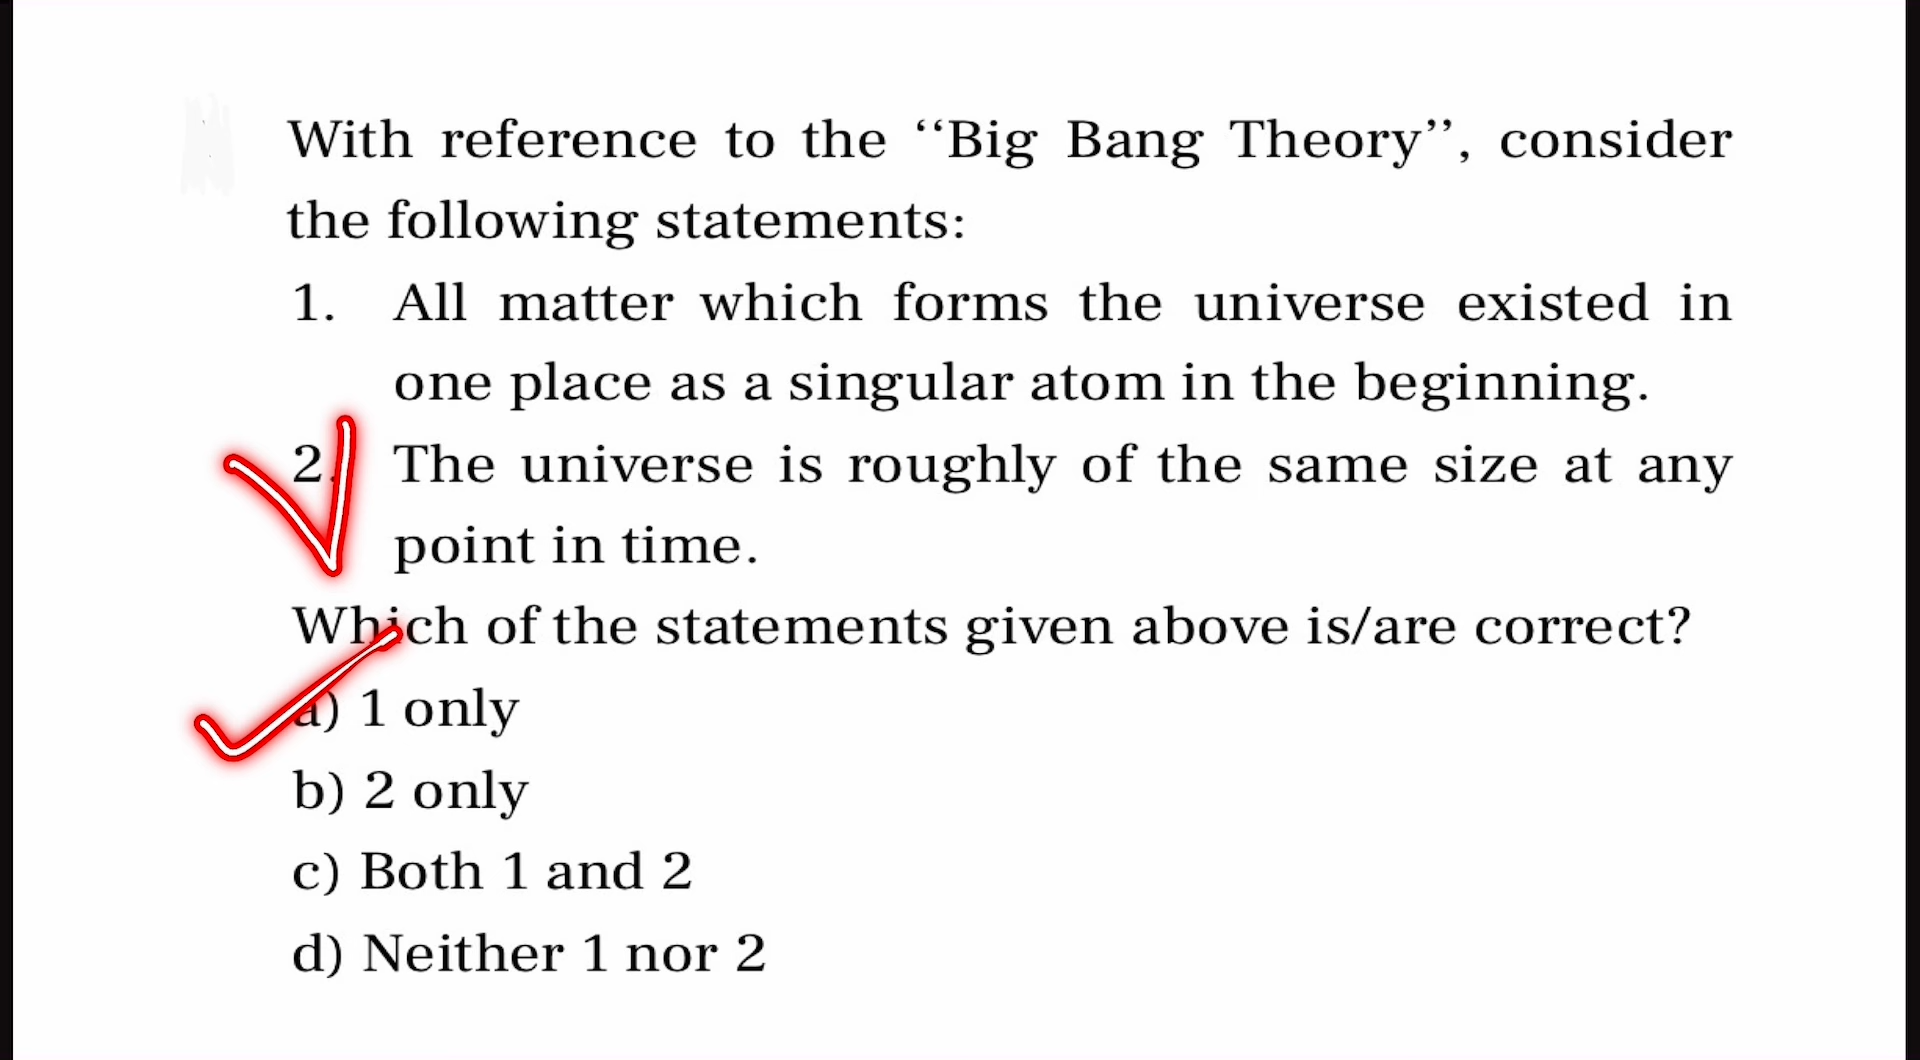 With reference to the “Big Bang Theory”, consider
the following statements:
1. All matter which forms the universe existed in
one place as a singular atom in the beginning.
2. The universe is roughly of the same size at any
point in time.
Which of the statements given above is/are correct?
a) 1 only
b) 2 only
c) Both 1 and 2
d) Neither 1 nor 2